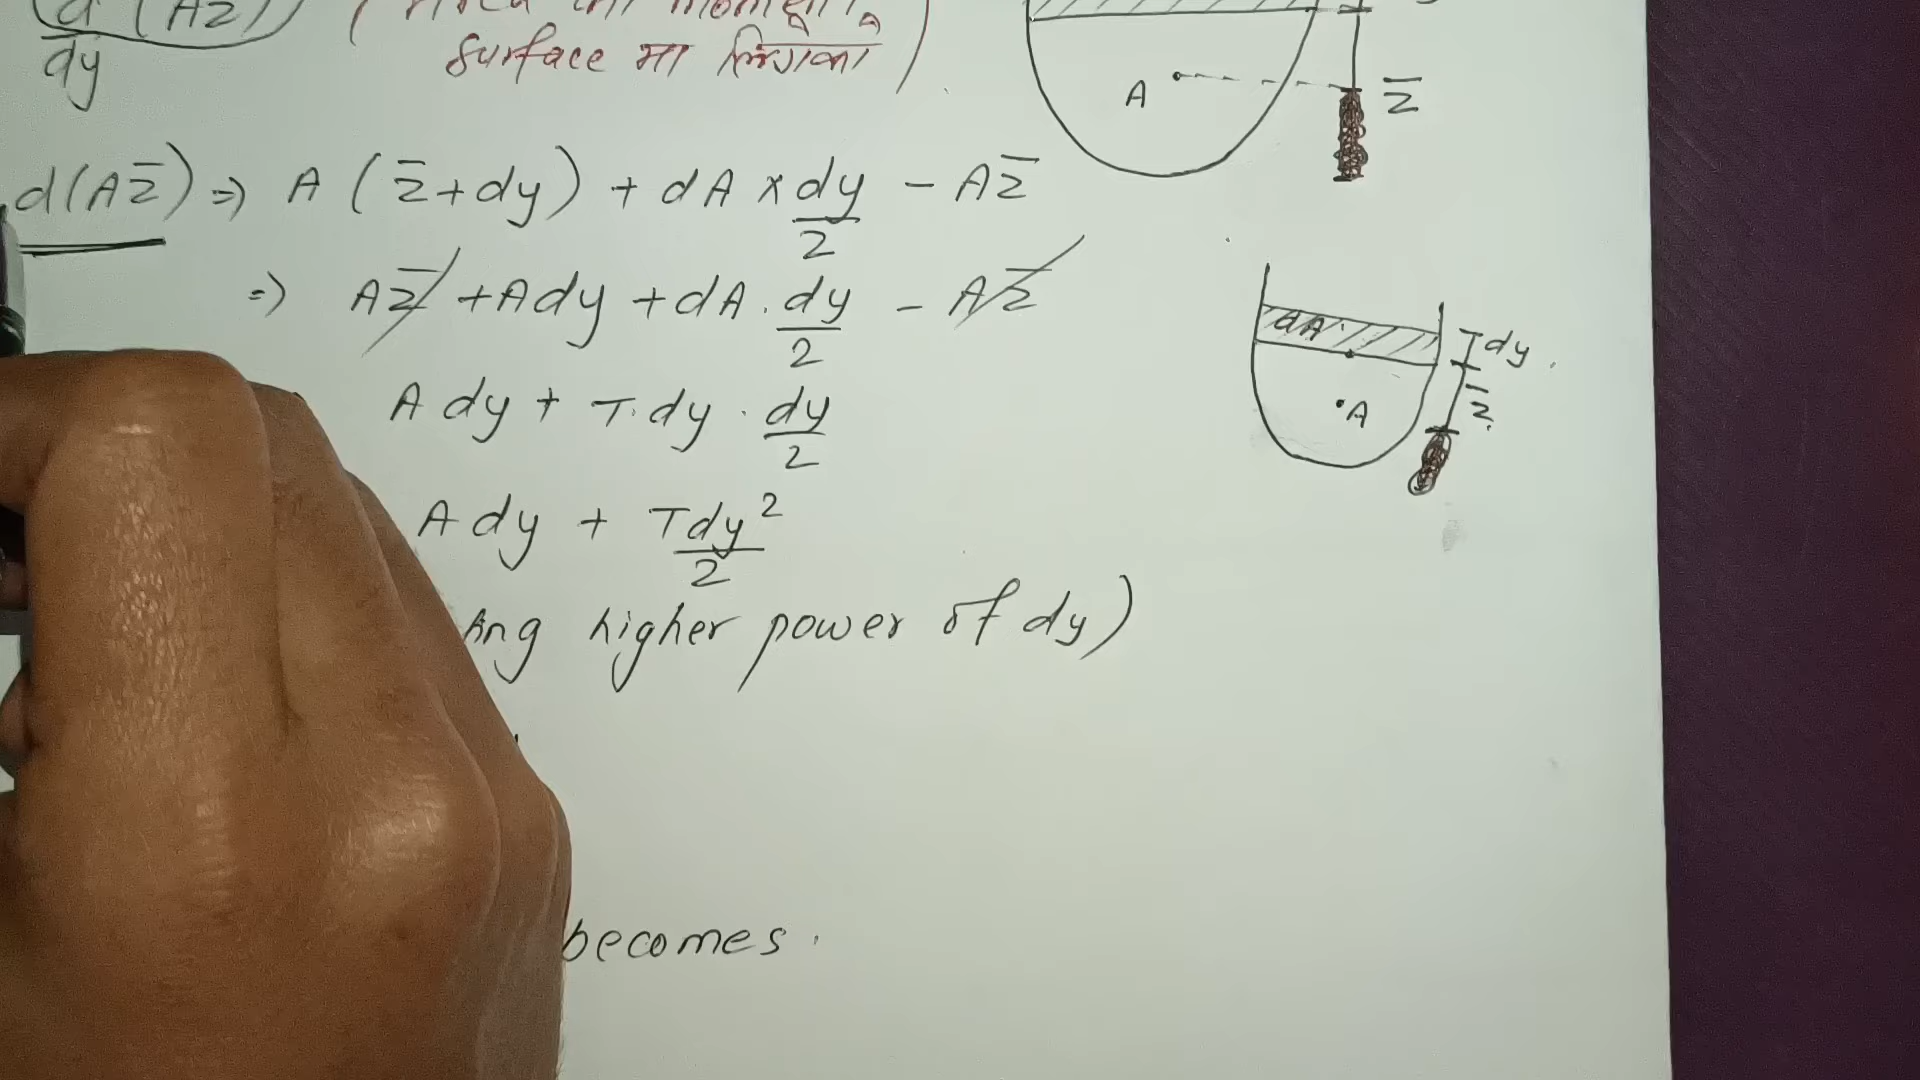 d/dy (Az̄)
surface मा
A
z̄
d(Az̄) => A (z̄+dy) + dA x dy/2 - Az̄
=> Az̄ + Ady + dA . dy/2 - Az̄
A dy + T.dy . dy/2
A dy + Tdy²/2
ing higher power of dy)
becomes .
dA
dy .
z̄
A